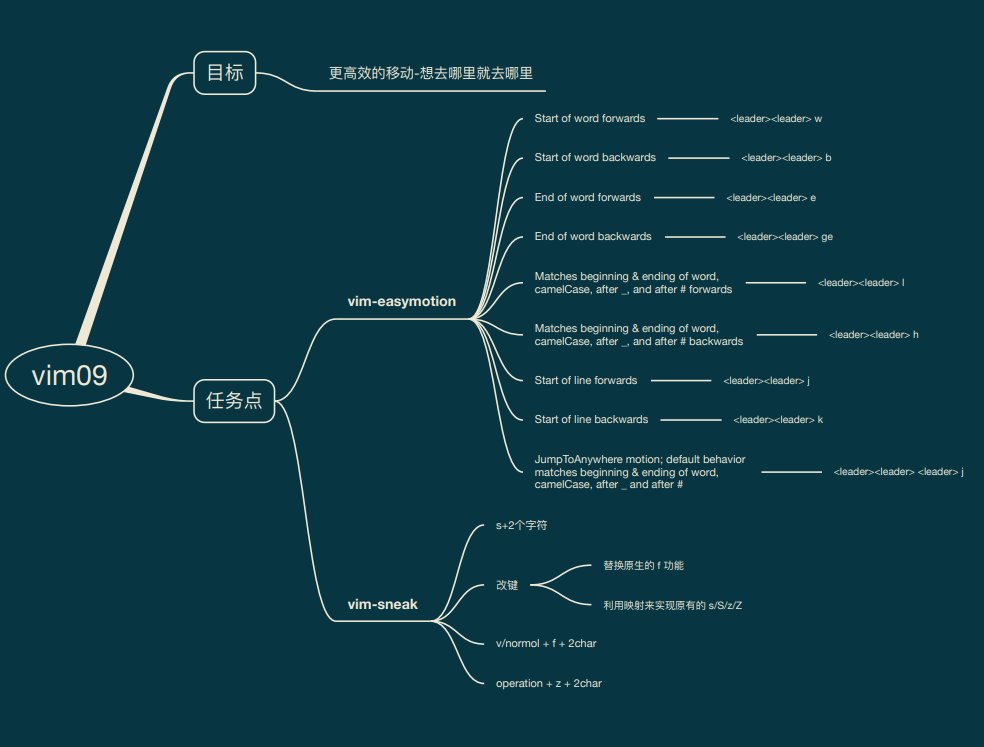 vim09
目标
更高效的移动-想去哪里就去哪里
任务点
vim-easymotion
Start of word forwards
<leader><leader> w
Start of word backwards
<leader><leader> b
End of word forwards
<leader><leader> e
End of word backwards
<leader><leader> ge
Matches beginning & ending of word,
camelCase, after _, and after # forwards
<leader><leader> l
Matches beginning & ending of word,
camelCase, after _, and after # backwards
<leader><leader> h
Start of line forwards
<leader><leader> j
Start of line backwards
<leader><leader> k
JumpToAnywhere motion; default behavior
matches beginning & ending of word,
camelCase, after _ and after #
<leader><leader> <leader> j
vim-sneak
s+2个字符
改键
替换原生的 f 功能
利用映射来实现原有的 s/S/z/Z
v/normol + f + 2char
operation + z + 2char